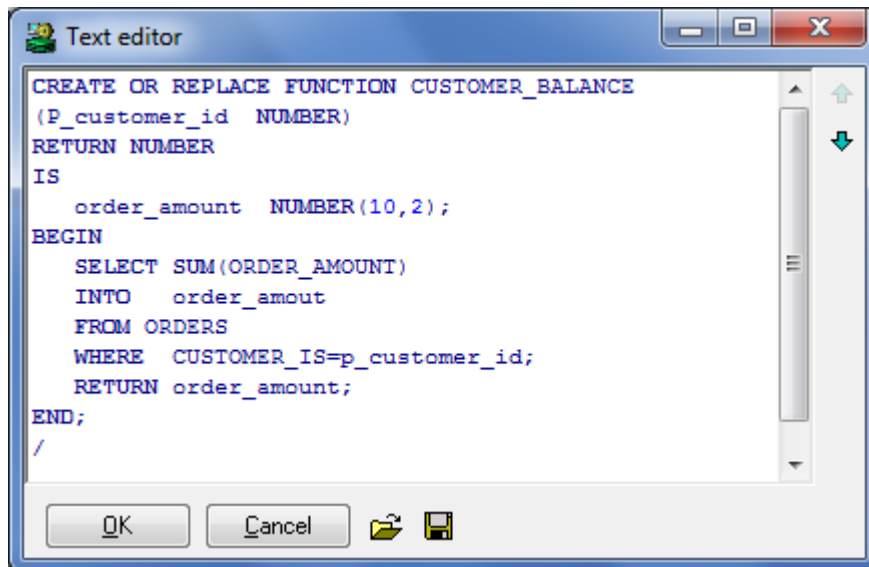 Text editor
CREATE OR REPLACE FUNCTION CUSTOMER_BALANCE
(P_customer_id  NUMBER)
RETURN NUMBER
IS
   order_amount  NUMBER(10,2);
BEGIN
   SELECT SUM(ORDER_AMOUNT)
   INTO   order_amout
   FROM ORDERS
   WHERE  CUSTOMER_IS=p_customer_id;
   RETURN order_amount;
END;
/
OK Cancel